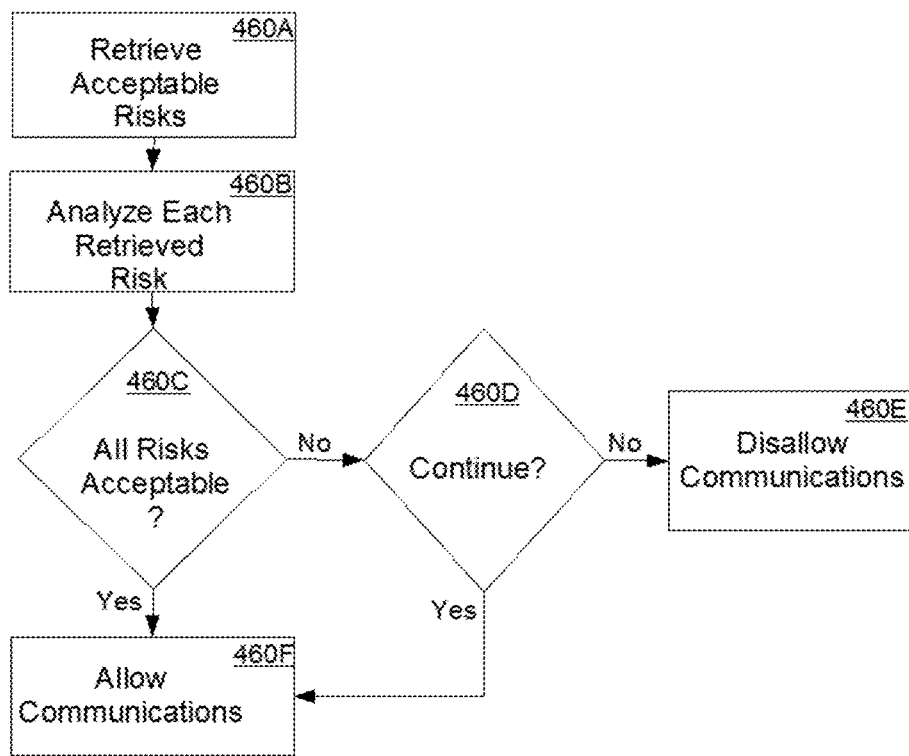 460A
Retrieve
Acceptable
Risks
460B
Analyze Each
Retrieved
Risk
460C
All Risks
Acceptable
?
No
460D
Continue?
No
460E
Disallow
Communications
Yes
Yes
460F
Allow
Communications